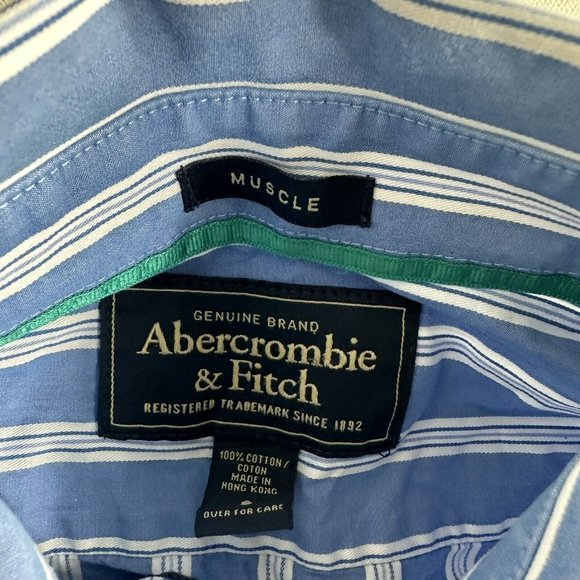 MUSCLE
GENUINE BRAND
Abercrombie
& Fitch
REGISTERED TRADEMARK SINCE 1892
100% COTTON/
COTON
MADE IN
HONG KONG
OVER FOR CARE